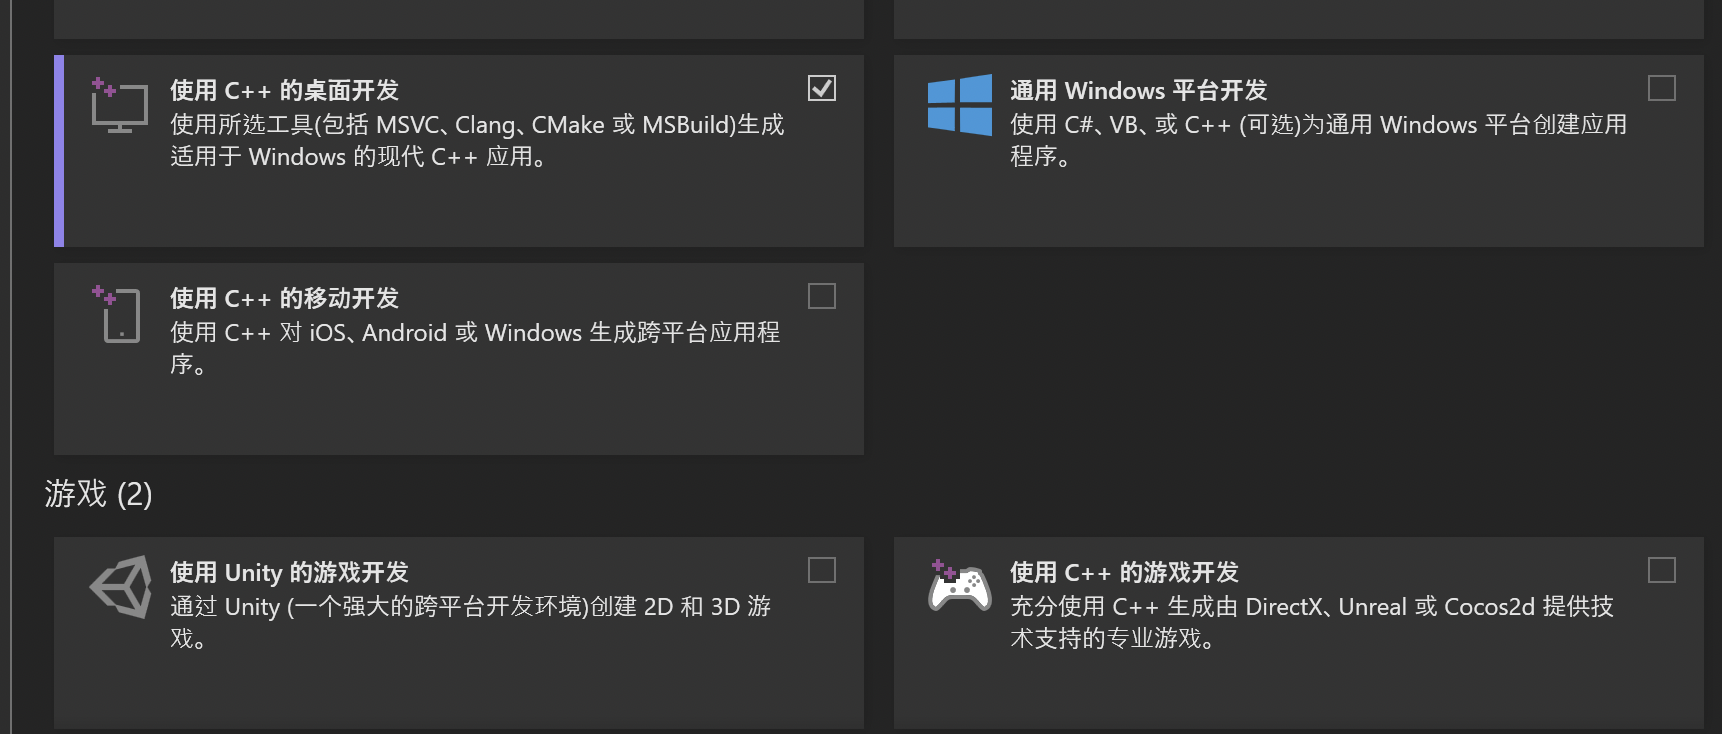 使用 C++ 的桌面开发
使用所选工具(包括 MSVC、Clang、CMake 或 MSBuild)生成
适用于 Windows 的现代 C++ 应用。
通用 Windows 平台开发
使用 C#、VB、或 C++ (可选)为通用 Windows 平台创建应用
程序。
使用 C++ 的移动开发
使用 C++ 对 iOS、Android 或 Windows 生成跨平台应用程
序。
游戏 (2)
使用 Unity 的游戏开发
通过 Unity (一个强大的跨平台开发环境)创建 2D 和 3D 游
戏。
使用 C++ 的游戏开发
充分使用 C++ 生成由 DirectX、Unreal 或 Cocos2d 提供技
术支持的专业游戏。